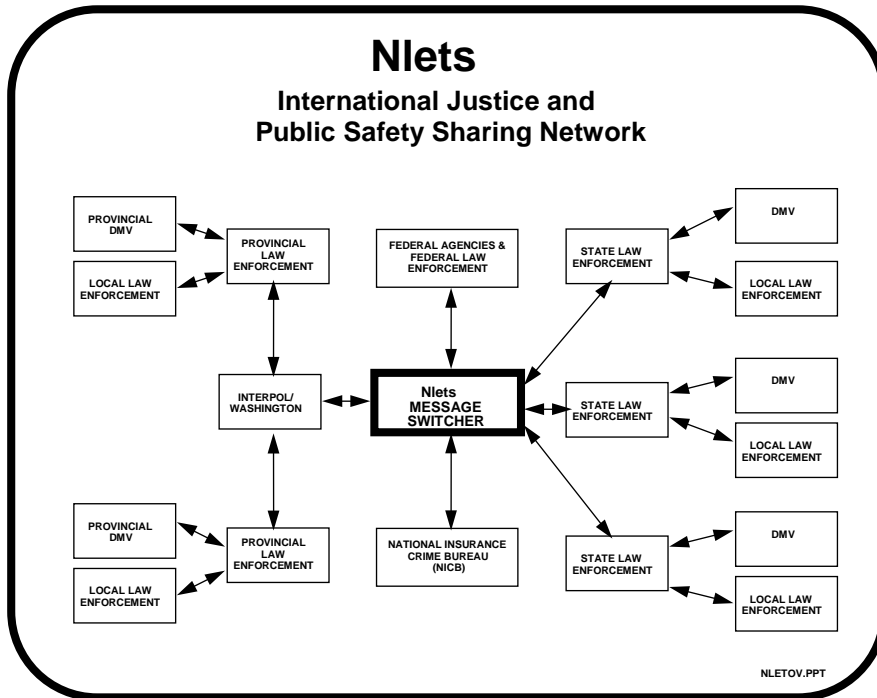 Nlets
International Justice and
Public Safety Sharing Network
PROVINCIAL
DMV
LOCAL LAW
ENFORCEMENT
PROVINCIAL
LAW
ENFORCEMENT
FEDERAL AGENCIES &
FEDERAL LAW
ENFORCEMENT
STATE LAW
ENFORCEMENT
DMV
LOCAL LAW
ENFORCEMENT
INTERPOL/
WASHINGTON
Nlets
MESSAGE
SWITCHER
STATE LAW
ENFORCEMENT
DMV
LOCAL LAW
ENFORCEMENT
PROVINCIAL
DMV
LOCAL LAW
ENFORCEMENT
PROVINCIAL
LAW
ENFORCEMENT
NATIONAL INSURANCE
CRIME BUREAU
(NICB)
STATE LAW
ENFORCEMENT
DMV
LOCAL LAW
ENFORCEMENT
NLETOV.PPT